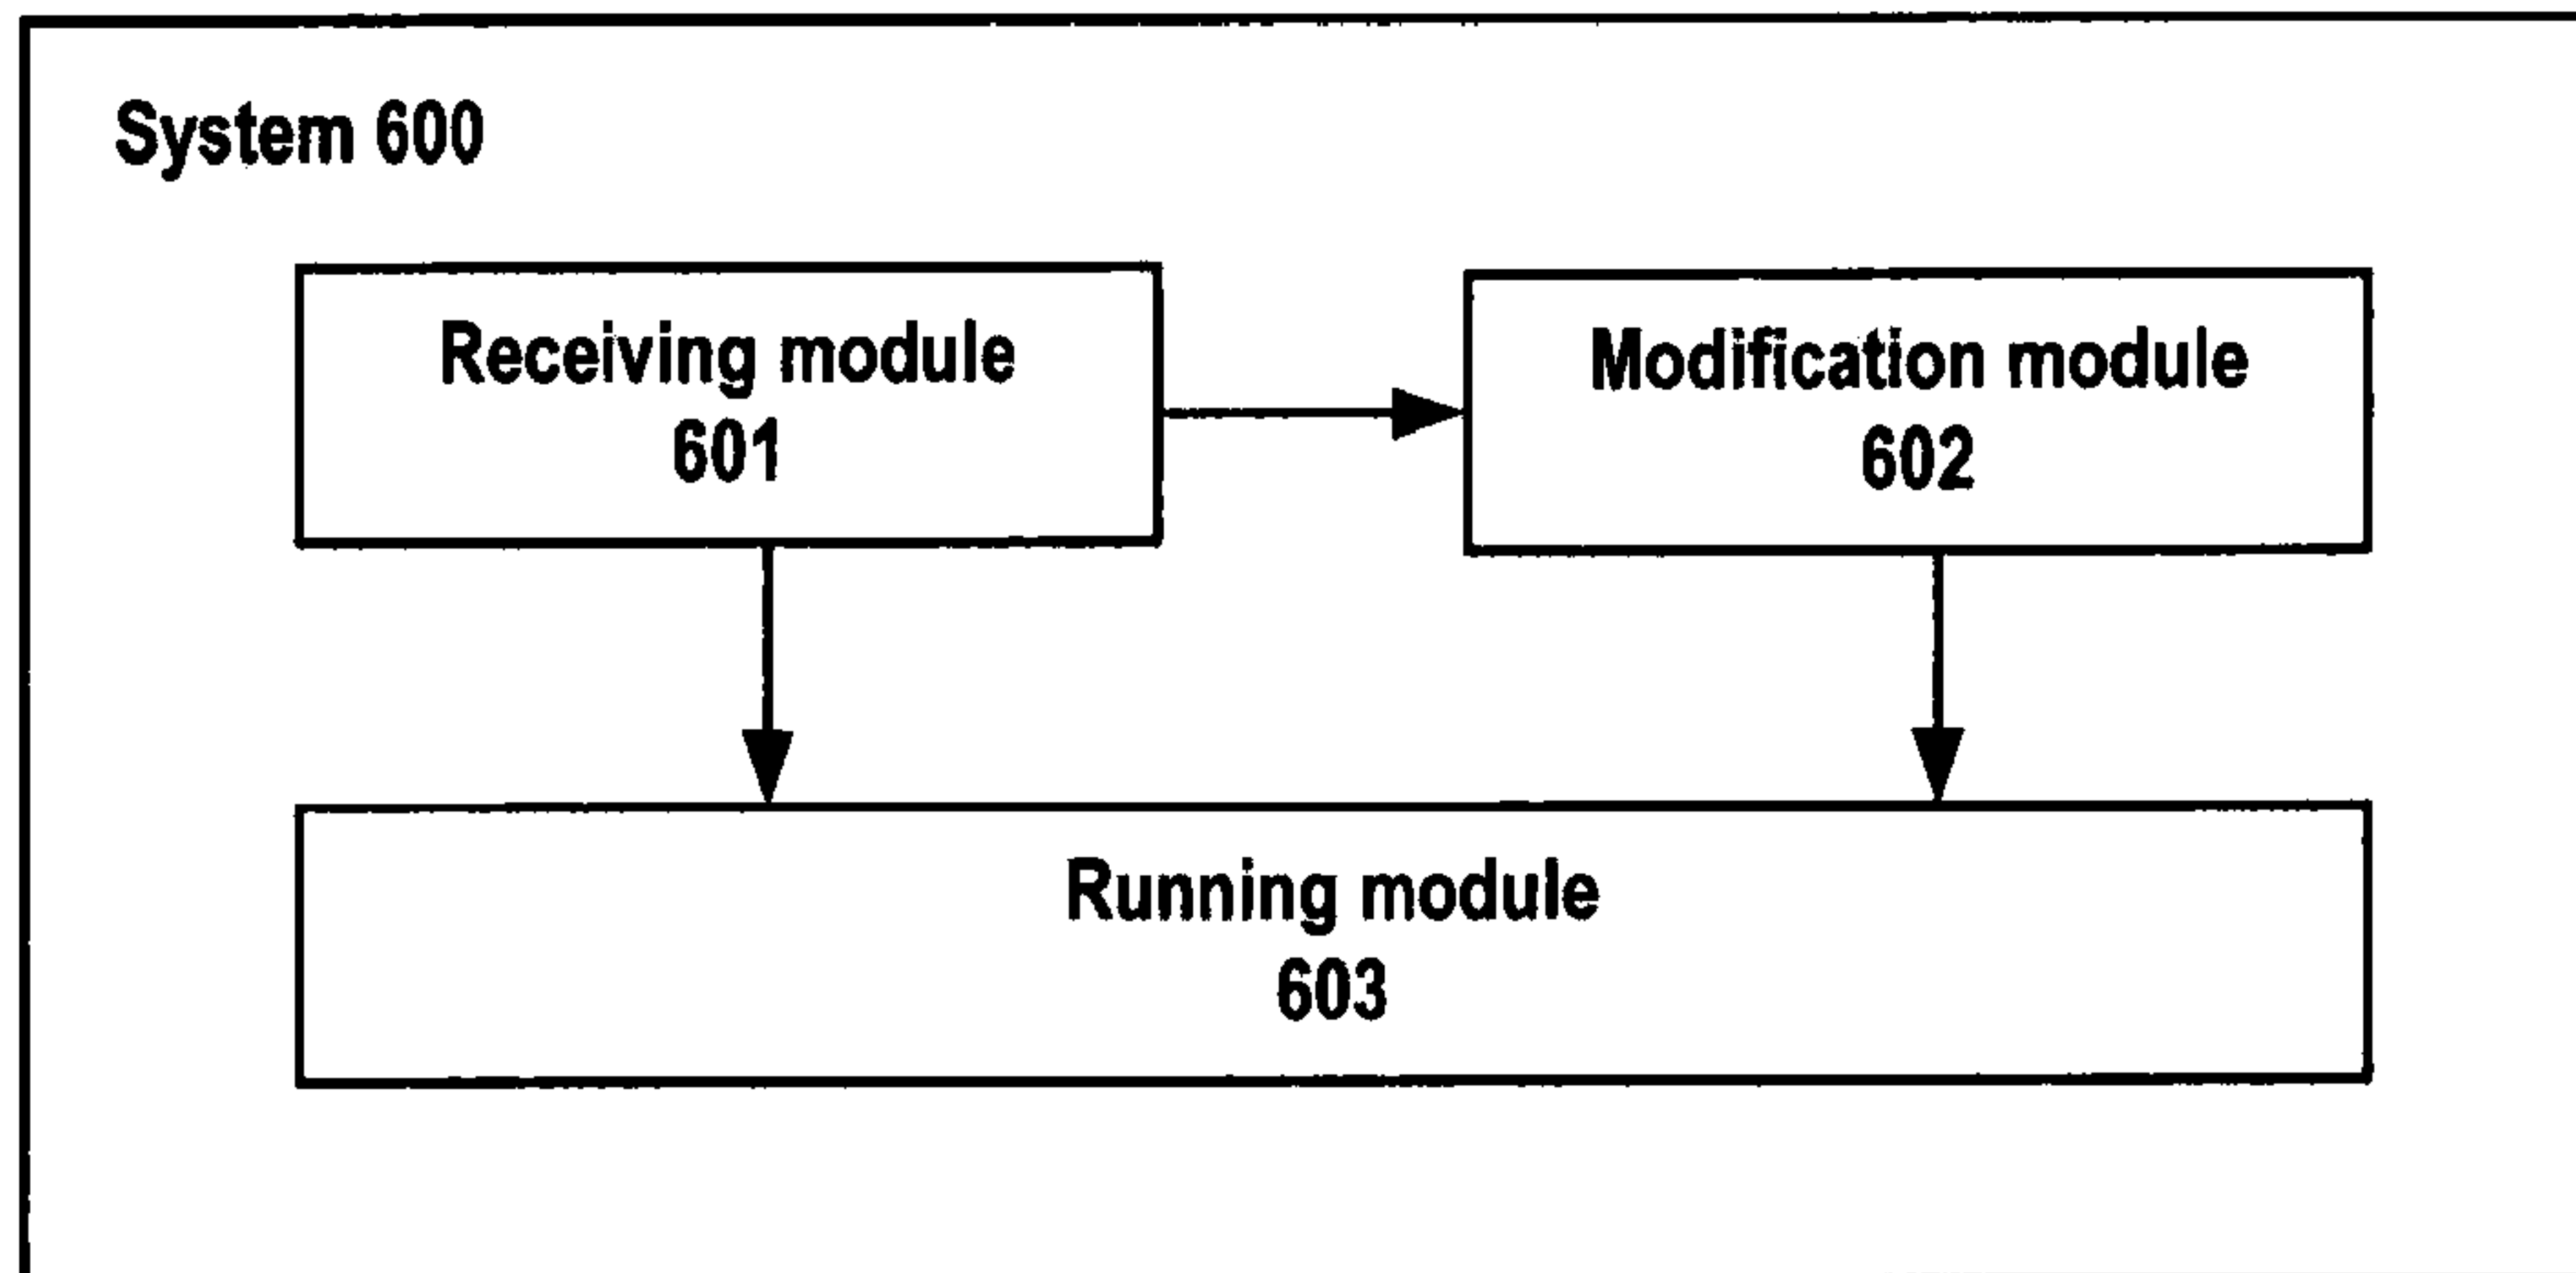 System 600
Receiving module
601
Modification module
602
Running module
603